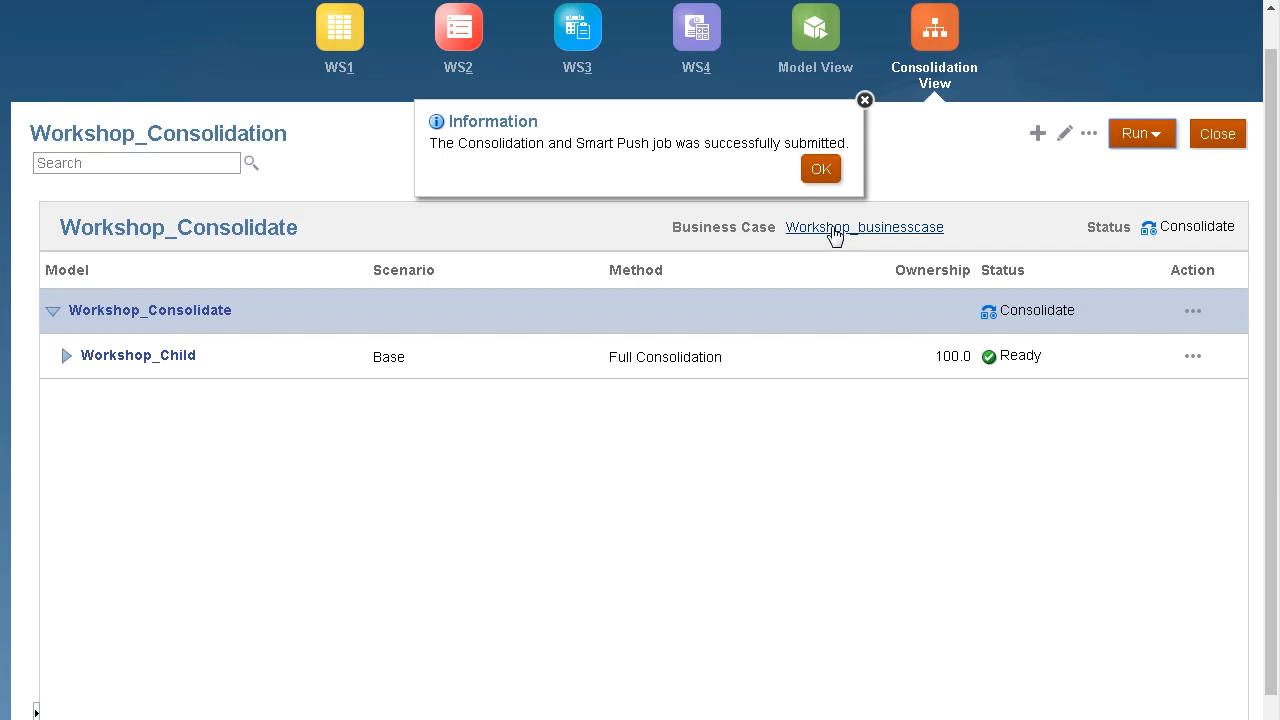 WS1
WS2
WS3
WS4
Model View
Consolidation
View
Workshop_Consolidation
Search
Information
The Consolidation and Smart Push job was successfully submitted.
OK
Run
Close
Workshop_Consolidate
Business Case
Workshop_businesscase
Status
Consolidate
Model
Scenario
Method
Ownership
Status
Action
Workshop_Consolidate
Consolidate
Workshop_Child
Base
Full Consolidation
100.0
Ready